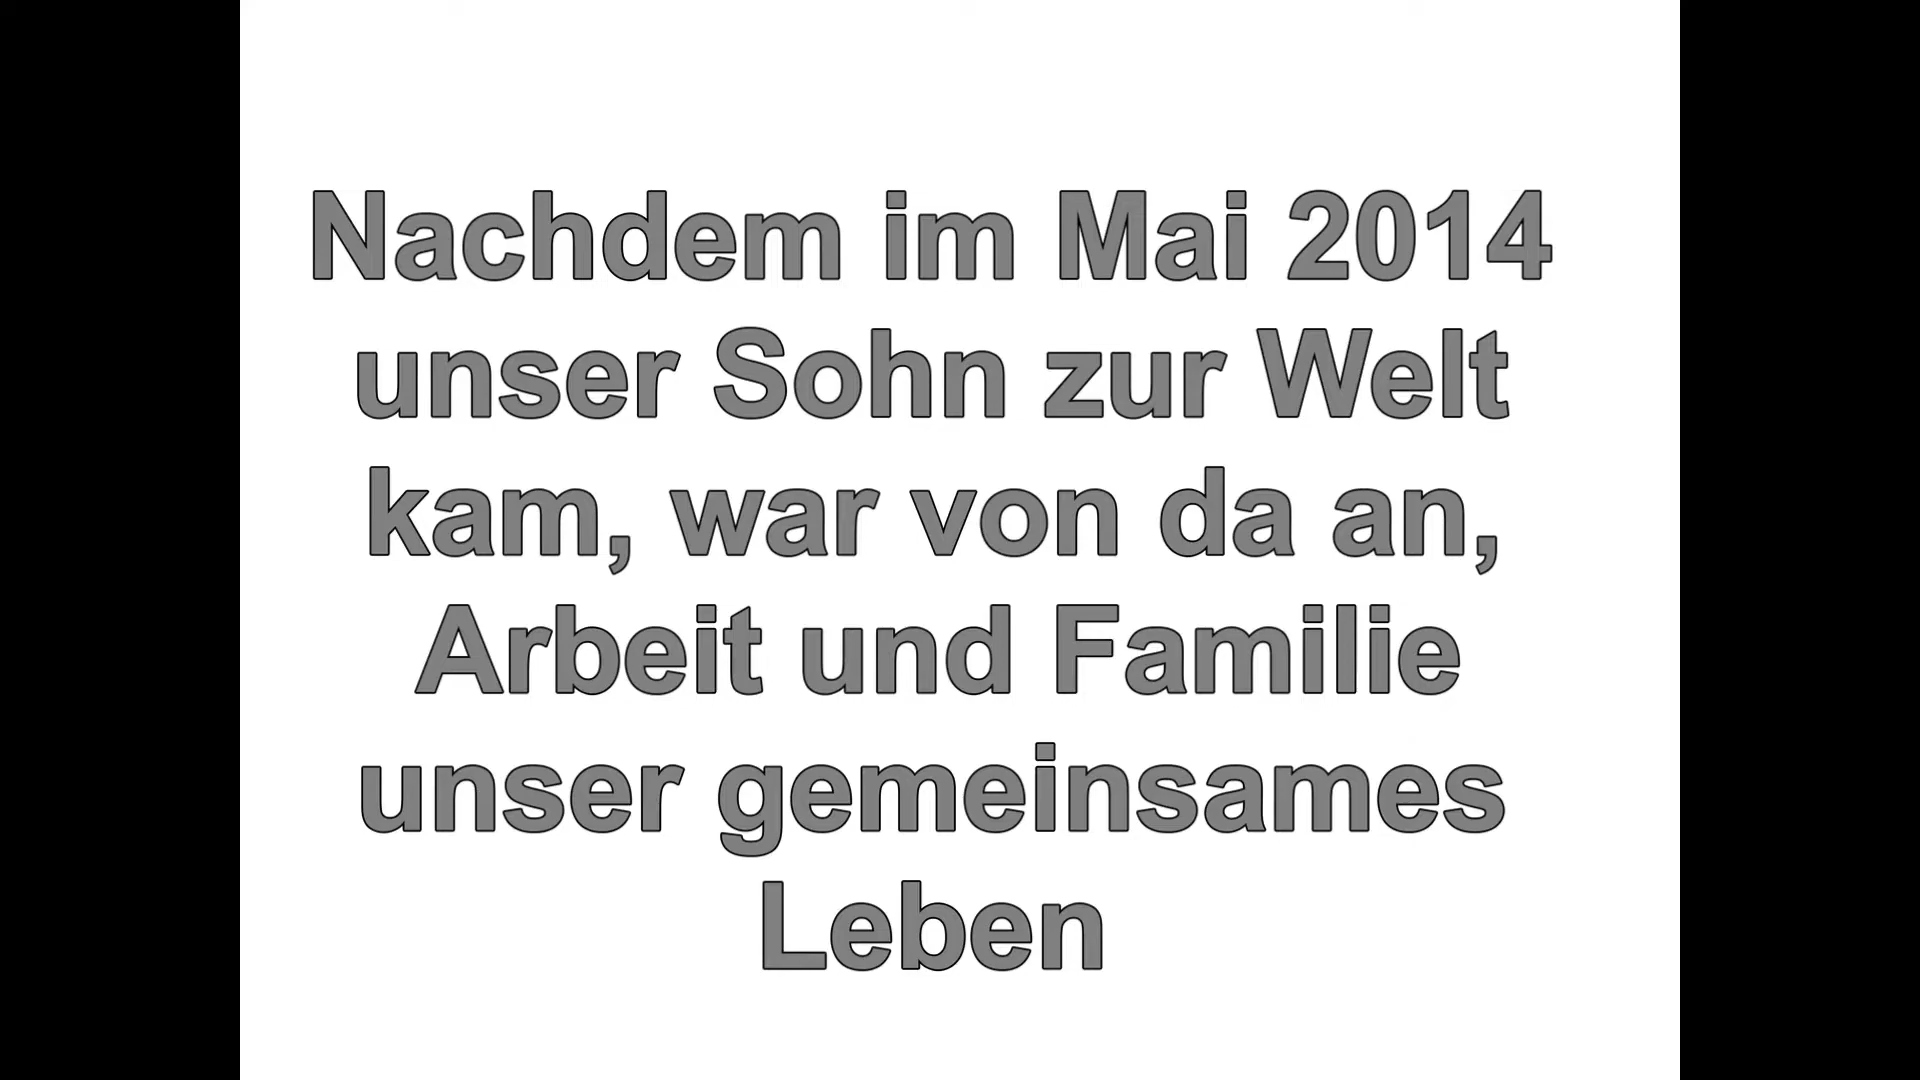 Nachdem im Mai 2014
unser Sohn zur Welt
kam, war von da an,
Arbeit und Familie
unser gemeinsames
Leben